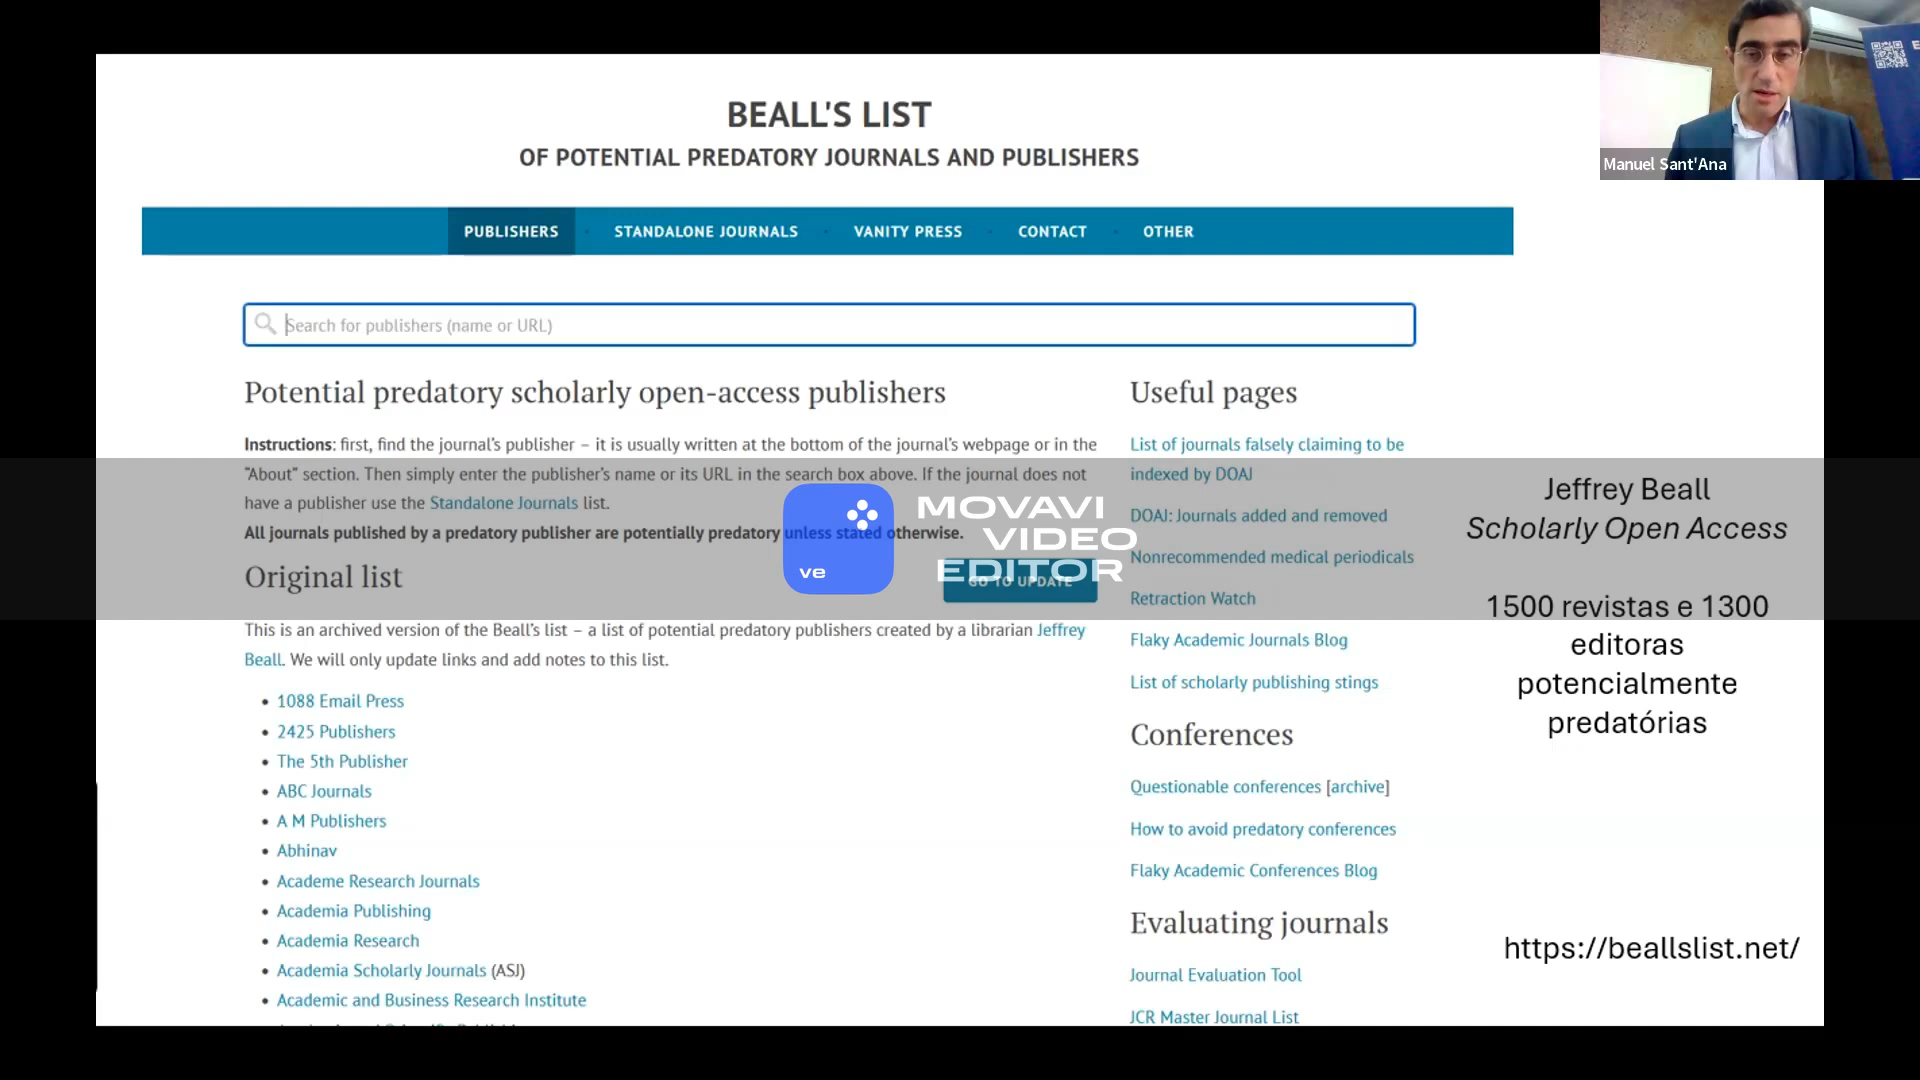 BEALL'S LIST
OF POTENTIAL PREDATORY JOURNALS AND PUBLISHERS
Manuel Sant'Ana
PUBLISHERS
STANDALONE JOURNALS
VANITY PRESS
CONTACT
OTHER
Search for publishers (name or URL)
Potential predatory scholarly open-access publishers
Instructions: first, find the journal's publisher – it is usually written at the bottom of the journal's webpage or in the
"About" section. Then simply enter the publisher's name or its URL in the search box above. If the journal does not
have a publisher use the Standalone Journals list.
All journals published by a predatory publisher are potentially predatory unless stated otherwise.
Original list
GO TO UPDATE
This is an archived version of the Beall's list – a list of potential predatory publishers created by a librarian Jeffrey
Beall. We will only update links and add notes to this list.
1088 Email Press
2425 Publishers
The 5th Publisher
ABC Journals
A M Publishers
Abhinav
Academe Research Journals
Academia Publishing
Academia Research
Academia Scholarly Journals (ASJ)
Academic and Business Research Institute
Useful pages
List of journals falsely claiming to be
indexed by DOAJ
DOAJ: Journals added and removed
Nonrecommended medical periodicals
Retraction Watch
Flaky Academic Journals Blog
List of scholarly publishing stings
Conferences
Questionable conferences [archive]
How to avoid predatory conferences
Flaky Academic Conferences Blog
Evaluating journals
Journal Evaluation Tool
JCR Master Journal List
Jeffrey Beall
Scholarly Open Access
1500 revistas e 1300
editoras
potencialmente
predatórias
https://beallslist.net/
ve
MOVAVI
VIDEO
EDITOR